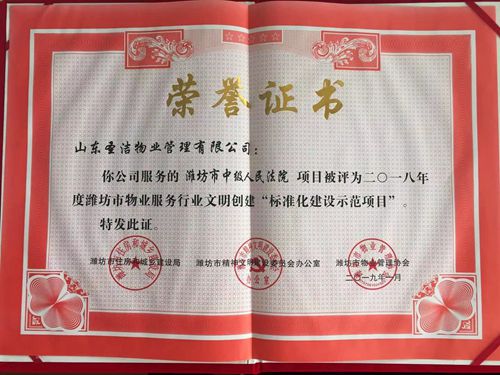 荣誉证书
山东圣洁物业管理有限公司：
你公司服务的 潍坊市中级人民法院 项目被评为二〇一八年
度潍坊市物业服务行业文明创建“标准化建设示范项目”。
特发此证。
潍坊市住房和城乡建设局 潍坊市精神文明建设委员会办公室 潍坊市物业管理协会
二〇一九年一月